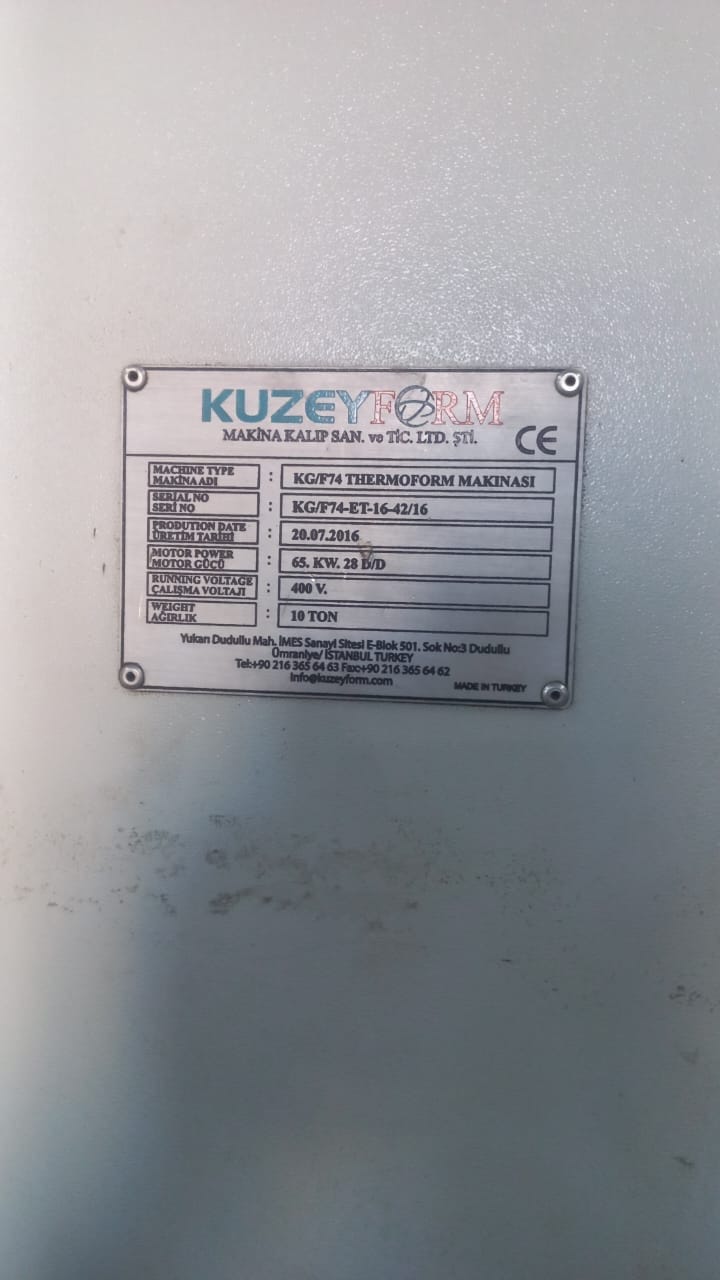 KUZEYFORM
MAKİNA KALIP SAN. ve TİC. LTD. ŞTİ.
CE
MACHINE TYPE
MAKİNA ADI
: KG/F74 THERMOFORM MAKINASI
SERIAL NO
SERİ NO
: KG/F74-ET-16-42/16
PRODUTION DATE
ÜRETİM TARİHİ
: 20.07.2016
MOTOR POWER
MOTOR GÜCÜ
: 65. KW. 28 D/D
RUNNING VOLTAGE
ÇALIŞMA VOLTAJI
: 400 V.
WEIGHT
AĞIRLIK
: 10 TON
Yukarı Dudullu Mah. İMES Sanayi Sitesi E-Blok 501. Sok No:3 Dudullu
Ümraniye/ İSTANBUL TURKEY
Tel:+90 216 365 64 63 Fax:+90 216 365 64 62
info@kuzeyform.com
MADE IN TURKEY